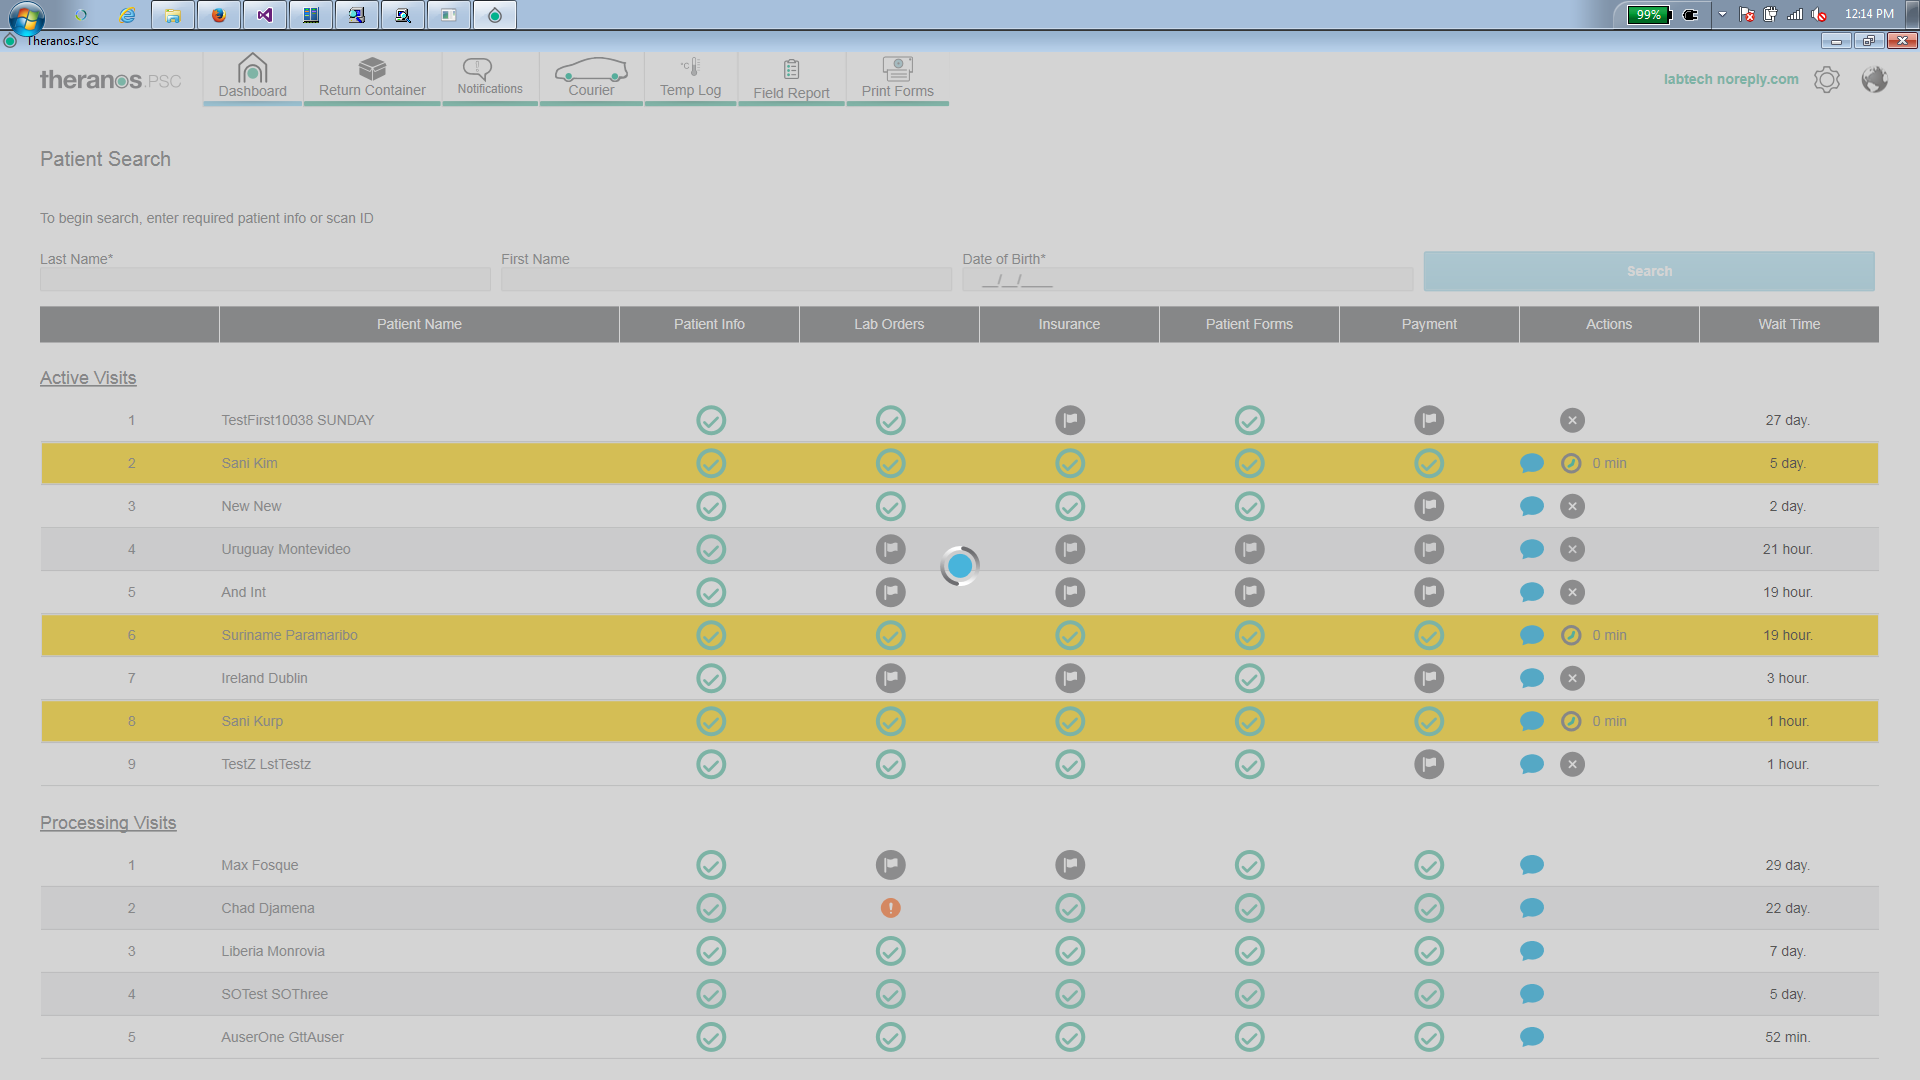 99%
12:14 PM
Theranos.PSC
theranos.PSC
Dashboard
Return Container
Notifications
Courier
°C
Temp Log
Field Report
Print Forms
labtech noreply.com
Patient Search
To begin search, enter required patient info or scan ID
Last Name* First Name Date of Birth*
__/__/____
Search
Patient Name Patient Info Lab Orders Insurance Patient Forms Payment Actions Wait Time
Active Visits
1 TestFirst10038 SUNDAY 27 day.
2 Sani Kim 0 min 5 day.
3 New New 2 day.
4 Uruguay Montevideo 21 hour.
5 And Int 19 hour.
6 Suriname Paramaribo 0 min 19 hour.
7 Ireland Dublin 3 hour.
8 Sani Kurp 0 min 1 hour.
9 TestZ LstTestz 1 hour.
Processing Visits
1 Max Fosque 29 day.
2 Chad Djamena 22 day.
3 Liberia Monrovia 7 day.
4 SOTest SOThree 5 day.
5 AuserOne GttAuser 52 min.